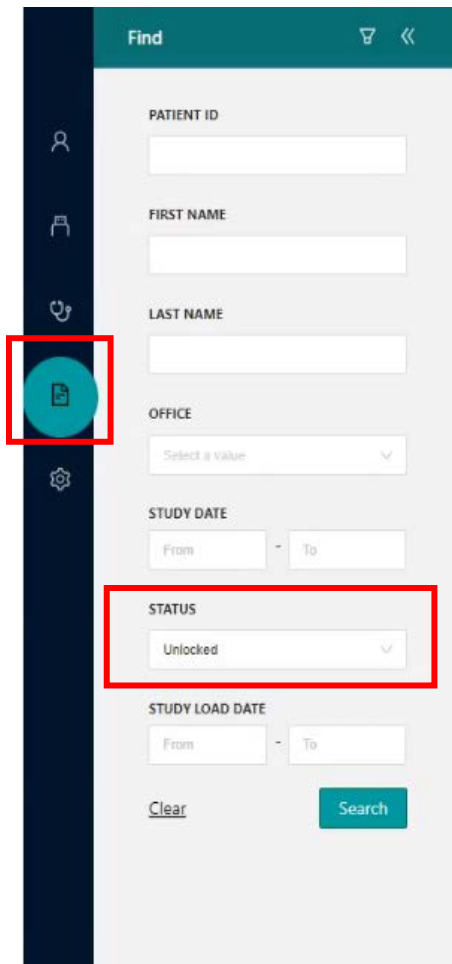 Find
PATIENT ID
FIRST NAME
LAST NAME
OFFICE
Select a value
STUDY DATE
From - To
STATUS
Unlocked
STUDY LOAD DATE
From - To
Clear Search